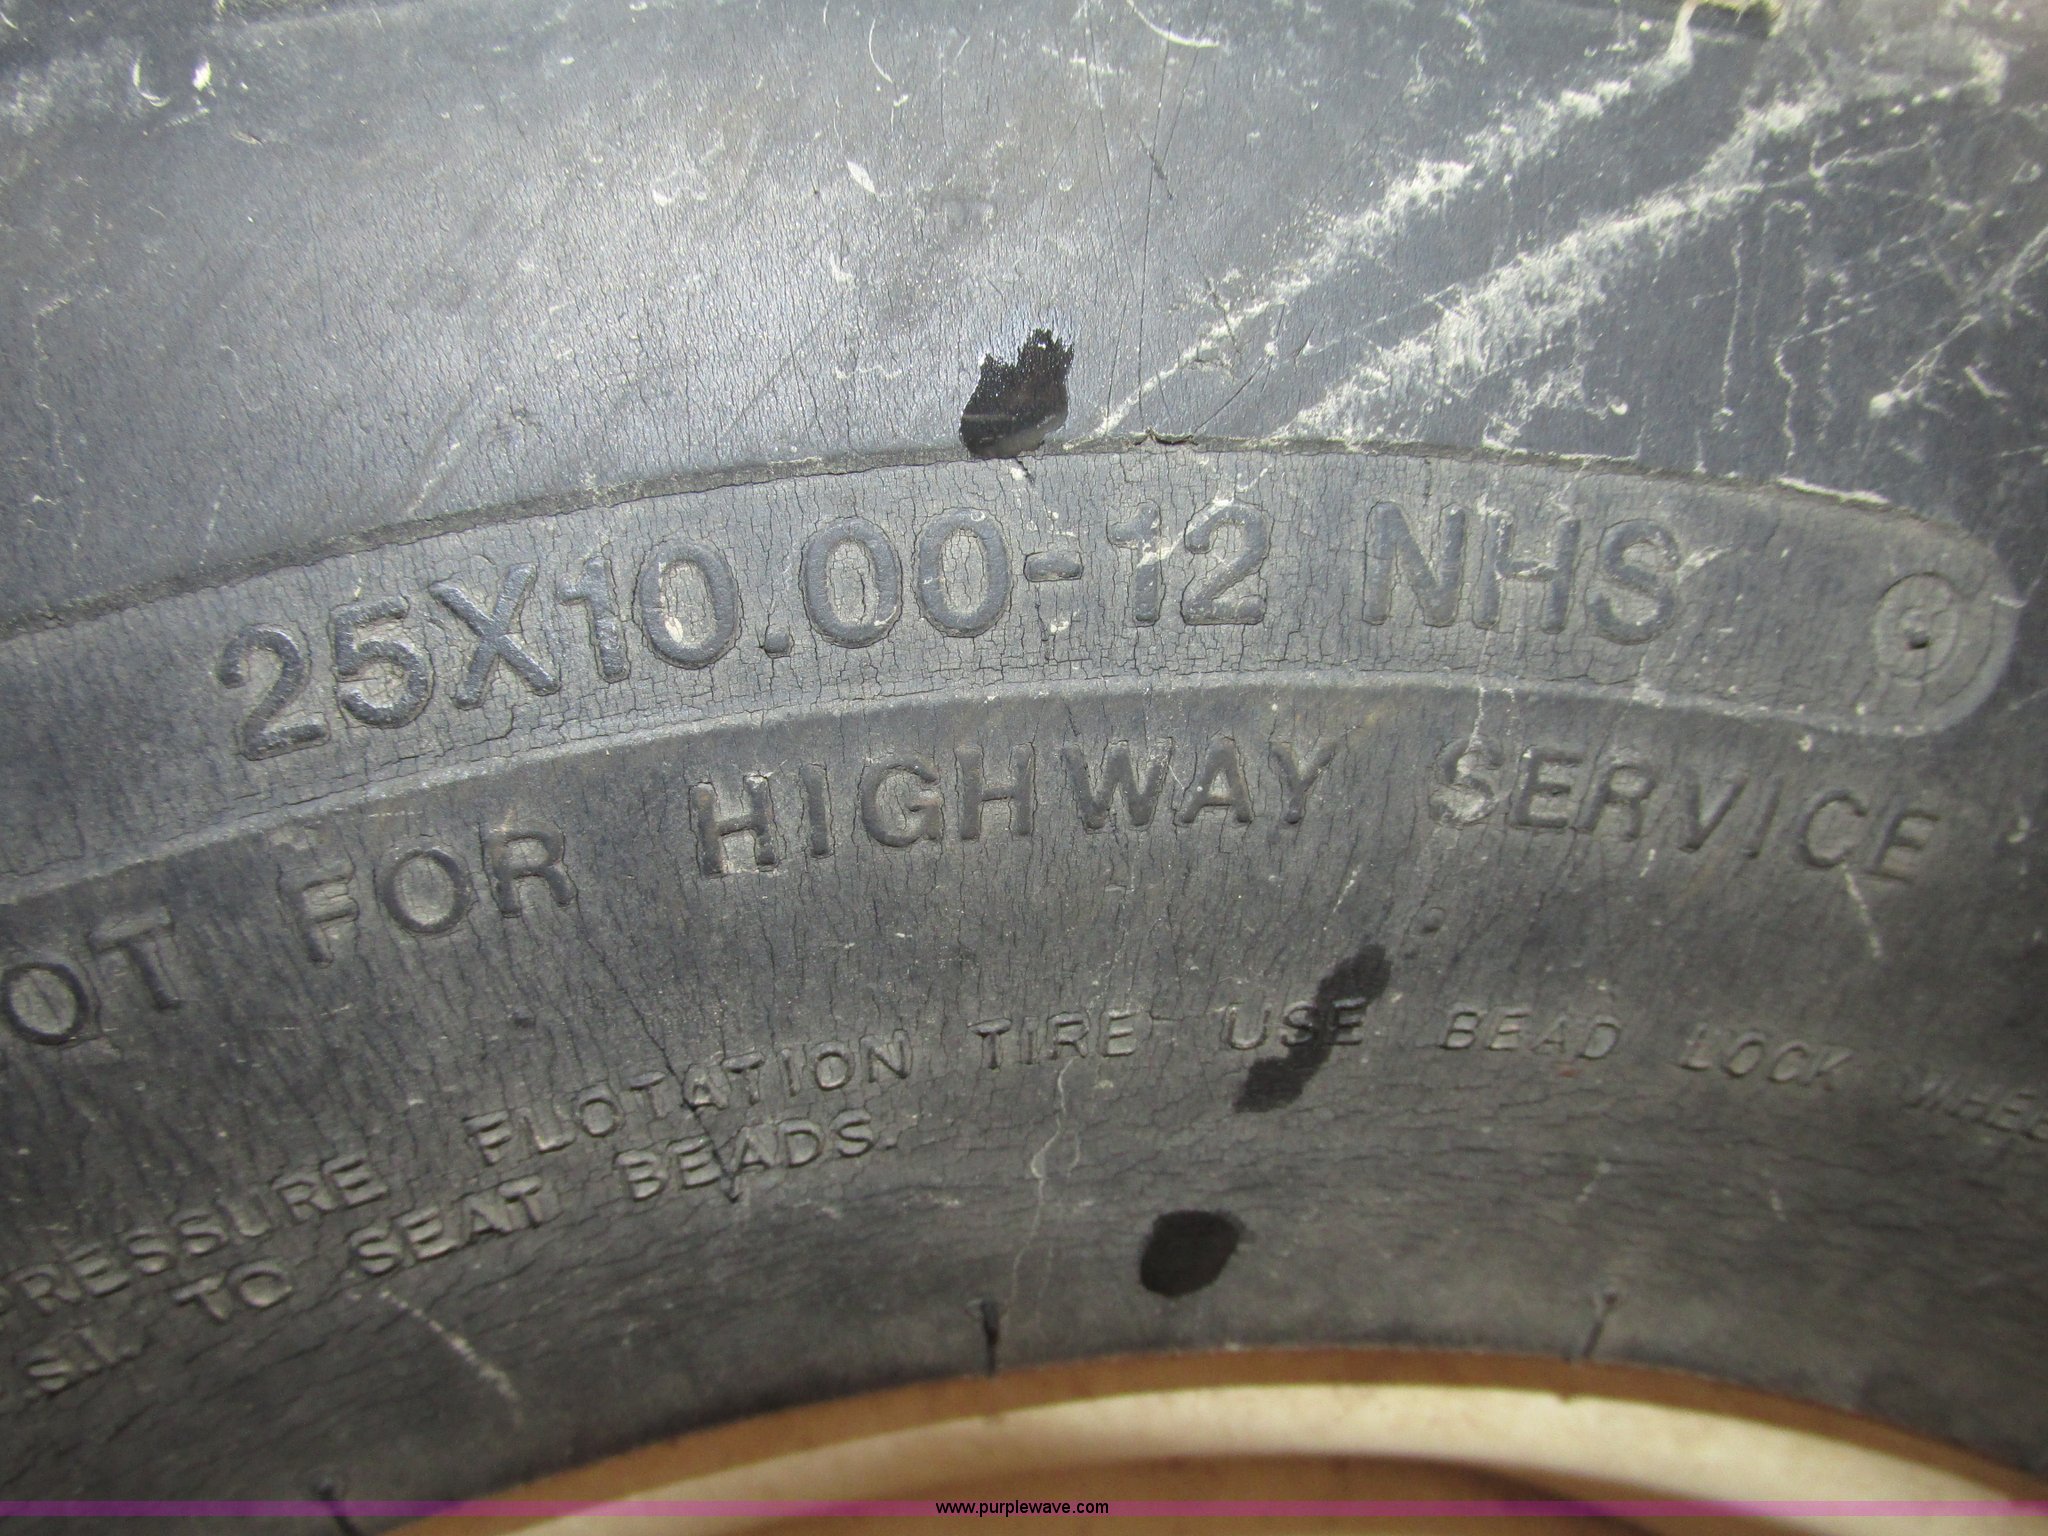 25X10.00-12 NHS
OT FOR HIGHWAY SERVICE
PRESSURE FLOTATION TIRE USE BEAD LOCK WHEE
.S.I. TO SEAT BEADS.
www.purplewave.com